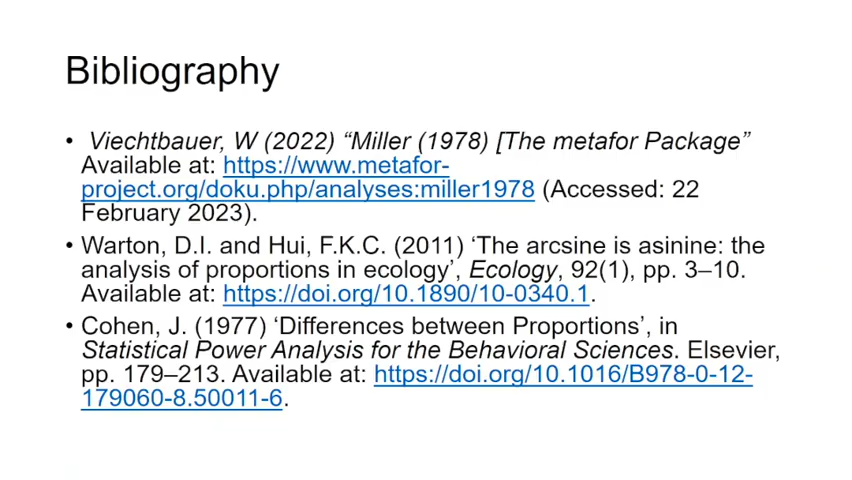 Bibliography
• Viechtbauer, W (2022) “Miller (1978) [The metafor Package”
Available at: https://www.metafor-
project.org/doku.php/analyses:miller1978 (Accessed: 22
February 2023).
• Warton, D.I. and Hui, F.K.C. (2011) ‘The arcsine is asinine: the
analysis of proportions in ecology’, Ecology, 92(1), pp. 3–10.
Available at: https://doi.org/10.1890/10-0340.1.
• Cohen, J. (1977) ‘Differences between Proportions’, in
Statistical Power Analysis for the Behavioral Sciences. Elsevier,
pp. 179–213. Available at: https://doi.org/10.1016/B978-0-12-
179060-8.50011-6.